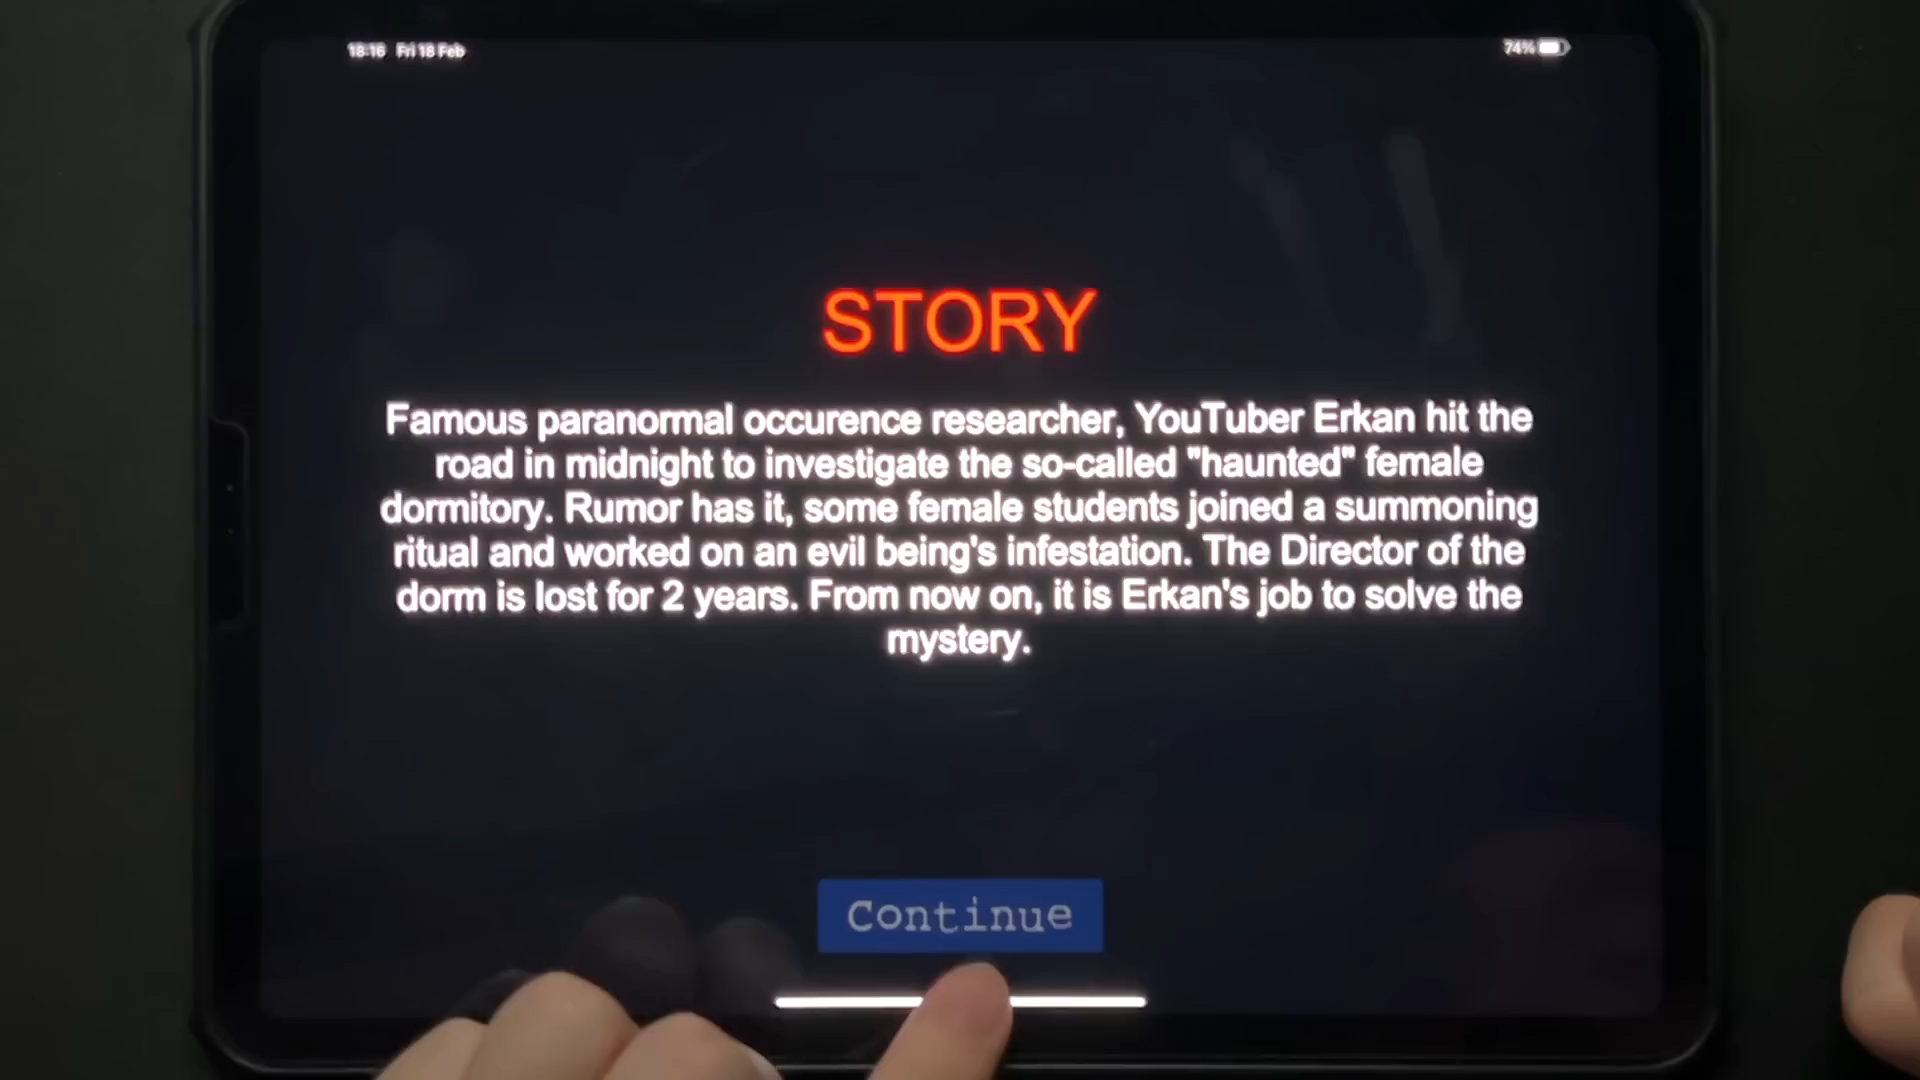 18:16 Fri 18 Feb
74%
STORY
Famous paranormal occurence researcher, YouTuber Erkan hit the
road in midnight to investigate the so-called "haunted" female
dormitory. Rumor has it, some female students joined a summoning
ritual and worked on an evil being's infestation. The Director of the
dorm is lost for 2 years. From now on, it is Erkan's job to solve the
mystery.
Continue